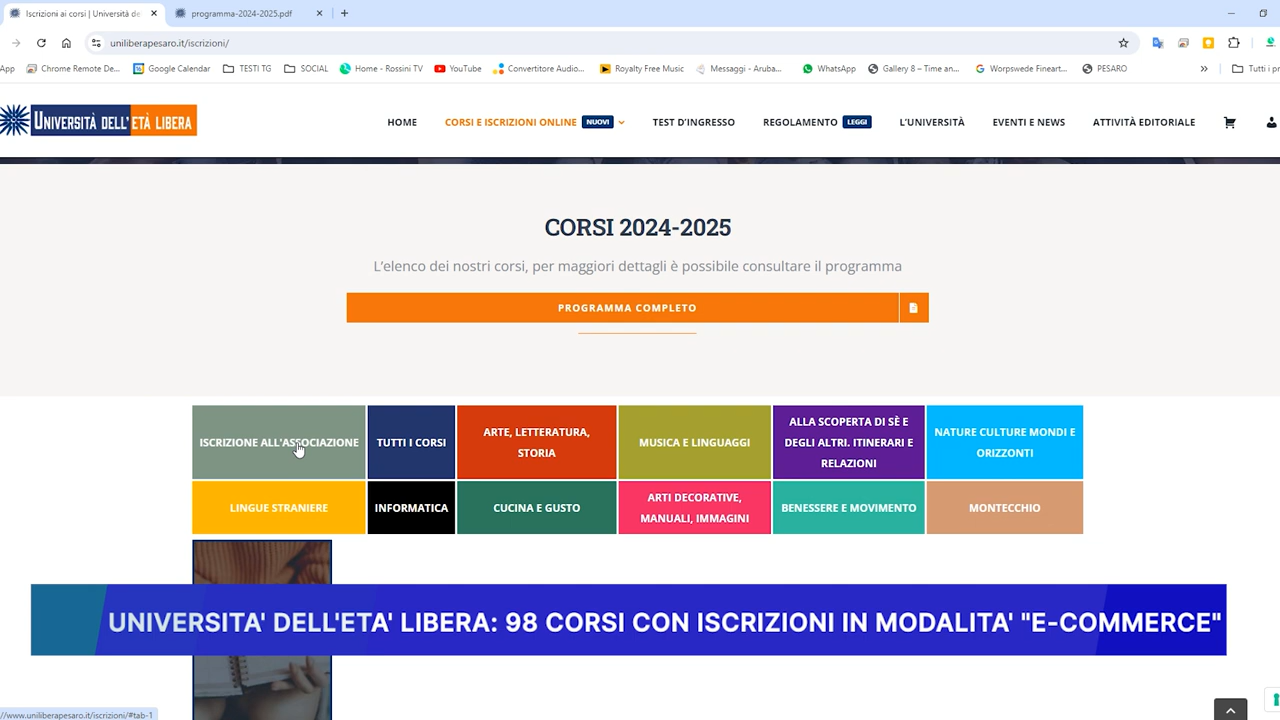 Iscrizioni ai corsi | Università de
programma-2024-2025.pdf
uniliberapesaro.it/iscrizioni/
App
Chrome Remote De...
Google Calendar
TESTI TG
SOCIAL
Home - Rossini TV
YouTube
Convertitore Audio...
Royalty Free Music
Messaggi - Aruba...
WhatsApp
Gallery 8 – Time an...
Worpswede Fineart...
PESARO
Tutti i pr
UNIVERSITÀ DELL'ETÀ LIBERA
HOME
CORSI E ISCRIZIONI ONLINE NUOVI
TEST D'INGRESSO
REGOLAMENTO LEGGI
L'UNIVERSITÀ
EVENTI E NEWS
ATTIVITÀ EDITORIALE
CORSI 2024-2025
L'elenco dei nostri corsi, per maggiori dettagli è possibile consultare il programma
PROGRAMMA COMPLETO
ISCRIZIONE ALL'ASSOCIAZIONE
TUTTI I CORSI
ARTE, LETTERATURA,
STORIA
MUSICA E LINGUAGGI
ALLA SCOPERTA DI SÈ E
DEGLI ALTRI. ITINERARI E
RELAZIONI
NATURE CULTURE MONDI E
ORIZZONTI
LINGUE STRANIERE
INFORMATICA
CUCINA E GUSTO
ARTI DECORATIVE,
MANUALI, IMMAGINI
BENESSERE E MOVIMENTO
MONTECCHIO
UNIVERSITA' DELL'ETA' LIBERA: 98 CORSI CON ISCRIZIONI IN MODALITA' "E-COMMERCE"
//www.uniliberapesaro.it/iscrizioni/#tab-1